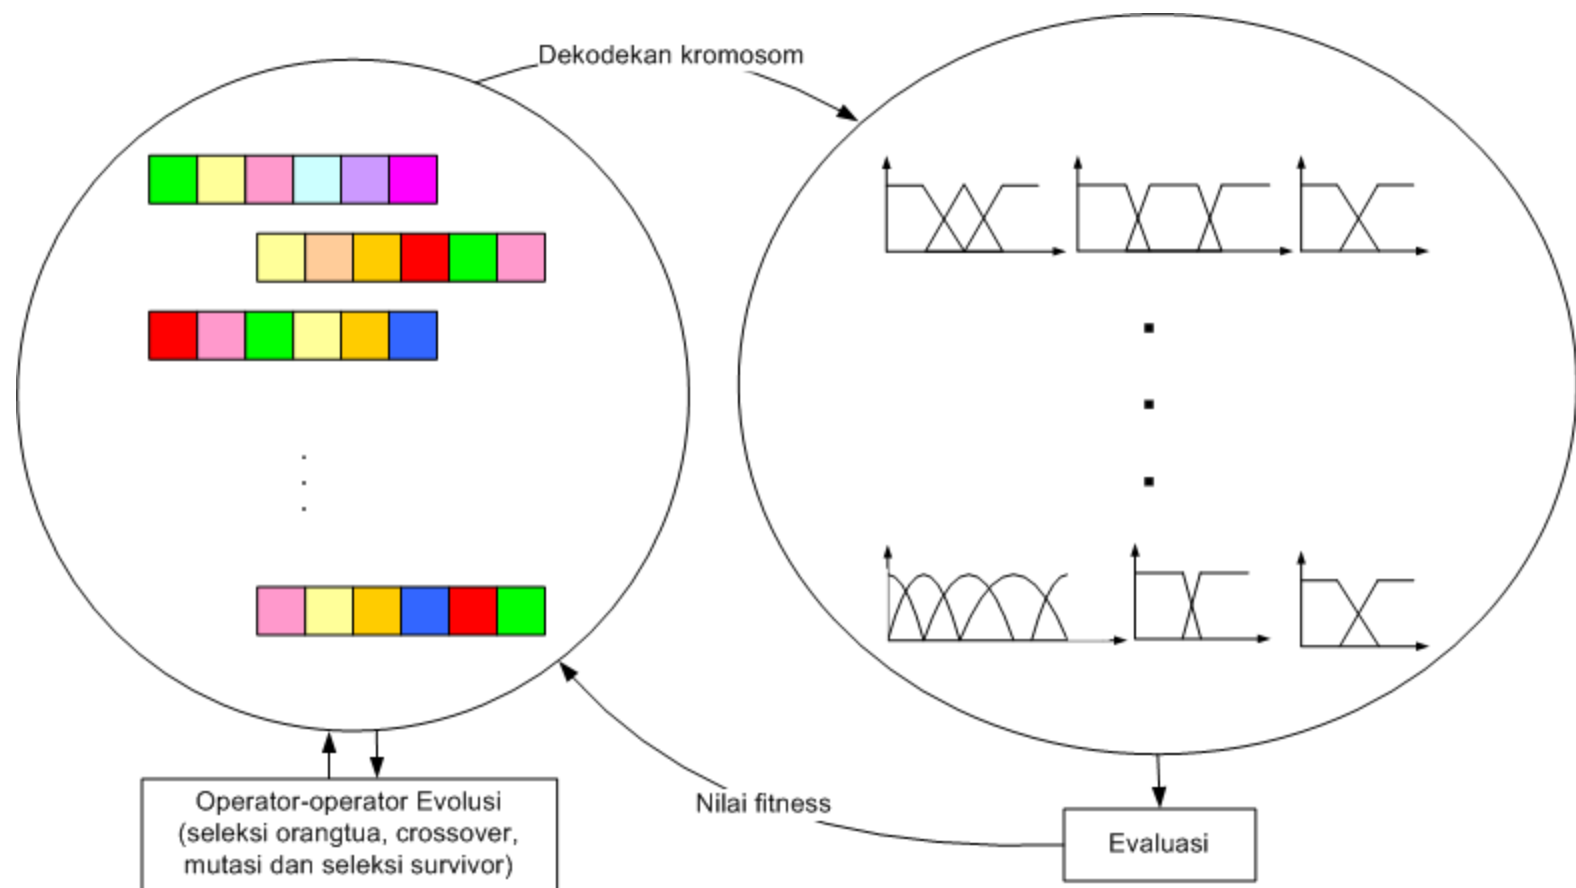 Dekodekan kromosom
Operator-operator Evolusi
(seleksi orangtua, crossover,
mutasi dan seleksi survivor)
Nilai fitness
Evaluasi